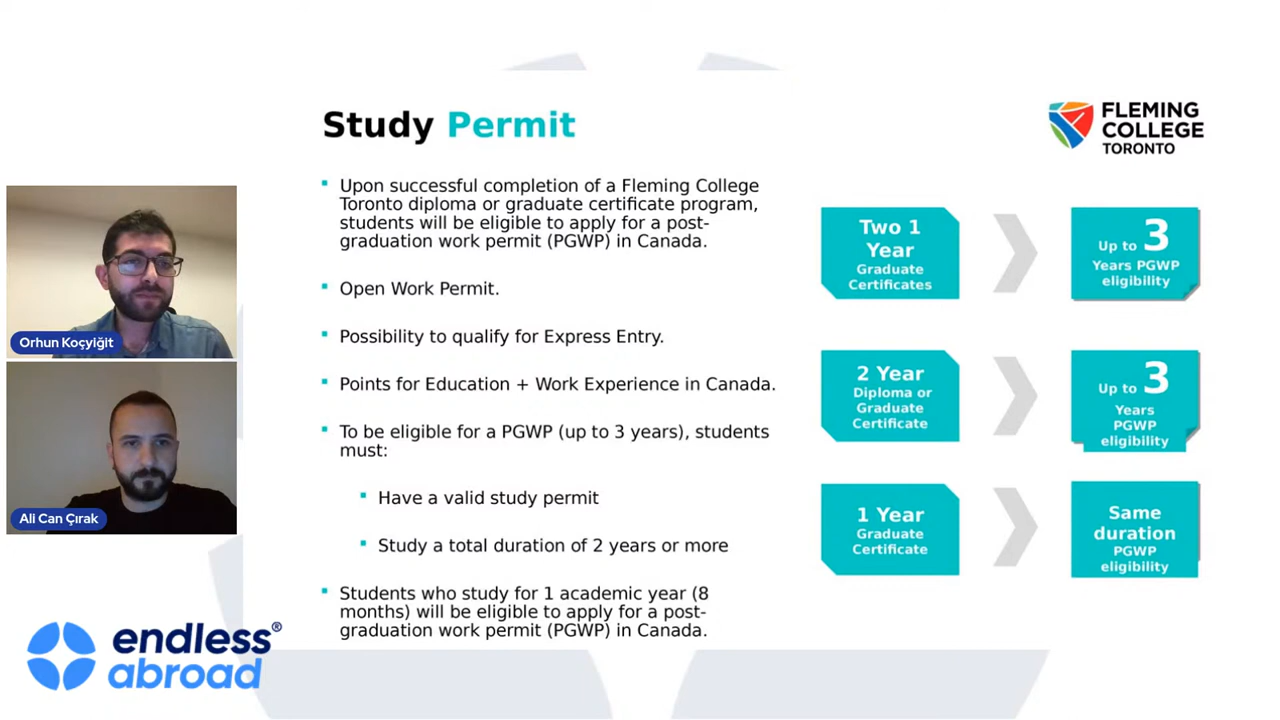 Study Permit
FLEMING
COLLEGE
TORONTO
Upon successful completion of a Fleming College
Toronto diploma or graduate certificate program,
students will be eligible to apply for a post-
graduation work permit (PGWP) in Canada.
Open Work Permit.
Possibility to qualify for Express Entry.
Points for Education + Work Experience in Canada.
To be eligible for a PGWP (up to 3 years), students
must:
Have a valid study permit
Study a total duration of 2 years or more
Students who study for 1 academic year (8
months) will be eligible to apply for a post-
graduation work permit (PGWP) in Canada.
Two 1
Year
Graduate
Certificates
Up to 3
Years PGWP
eligibility
2 Year
Diploma or
Graduate
Certificate
Up to 3
Years
PGWP
eligibility
1 Year
Graduate
Certificate
Same
duration
PGWP
eligibility
Orhun Koçyiğit
Ali Can Çırak
endless®
abroad